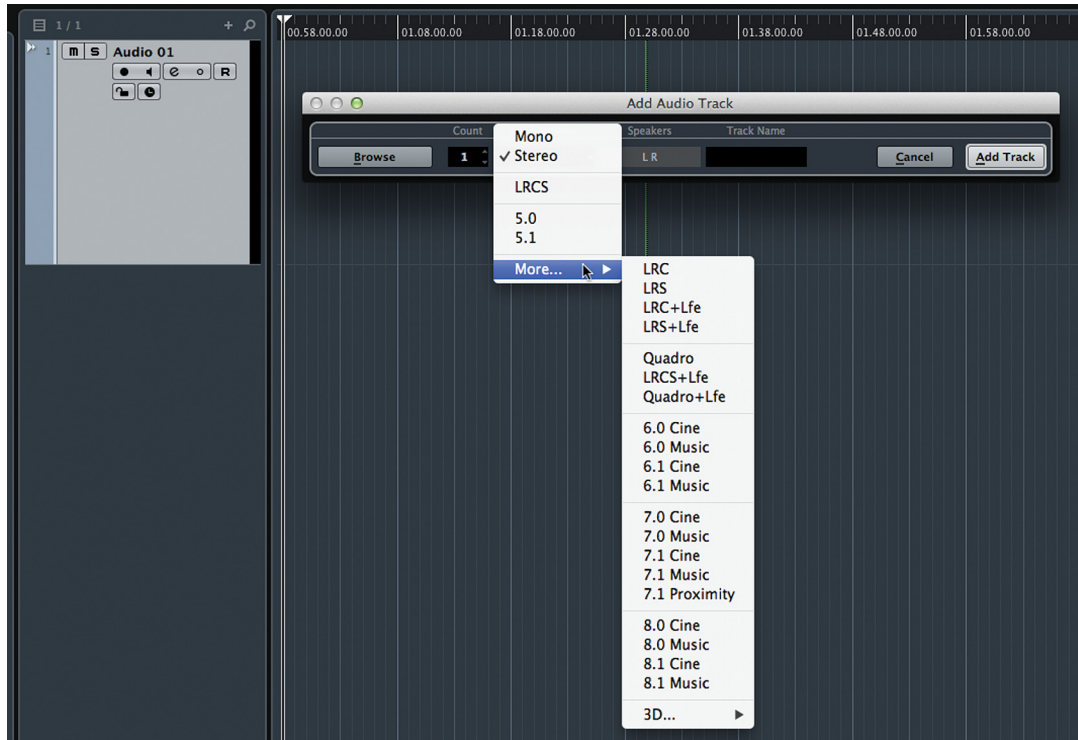 1 / 1
00.58.00.00 01.08.00.00 01.18.00.00 01.28.00.00 01.38.00.00 01.48.00.00 01.58.00.00
1 m S Audio 01
e R
Add Audio Track
Count Speakers Track Name
Browse 1 L R Cancel Add Track
Mono
Stereo
LRCS
5.0
5.1
More...
LRC
LRS
LRC+Lfe
LRS+Lfe
Quadro
LRCS+Lfe
Quadro+Lfe
6.0 Cine
6.0 Music
6.1 Cine
6.1 Music
7.0 Cine
7.0 Music
7.1 Cine
7.1 Music
7.1 Proximity
8.0 Cine
8.0 Music
8.1 Cine
8.1 Music
3D...